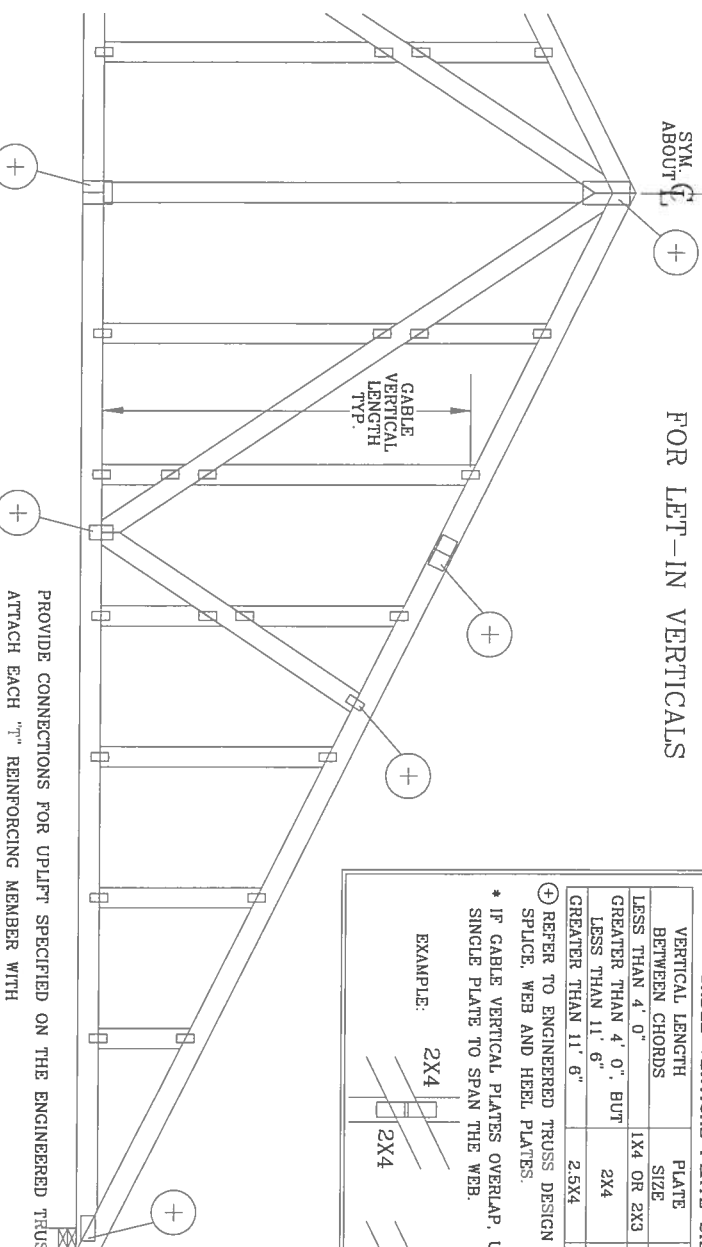 SYM.
ABOUT
FOR LET-IN VERTICALS
GABLE
VERTICAL
LENGTH
TYP.
VERTICAL LENGTH
BETWEEN CHORDS
PLATE
SIZE
LESS THAN 4' 0"
1X4 OR 2X3
GREATER THAN 4' 0", BUT
LESS THAN 11' 6"
2X4
GREATER THAN 11' 6"
2.5X4
+ REFER TO ENGINEERED TRUSS DESIGN
SPLICE, WEB AND HEEL PLATES.
* IF GABLE VERTICAL PLATES OVERLAP,
SINGLE PLATE TO SPAN THE WEB.
EXAMPLE:
2X4
2X4
PROVIDE CONNECTIONS FOR UPLIFT SPECIFIED ON THE ENGINEERED
ATTACH EACH "T" REINFORCING MEMBER WITH